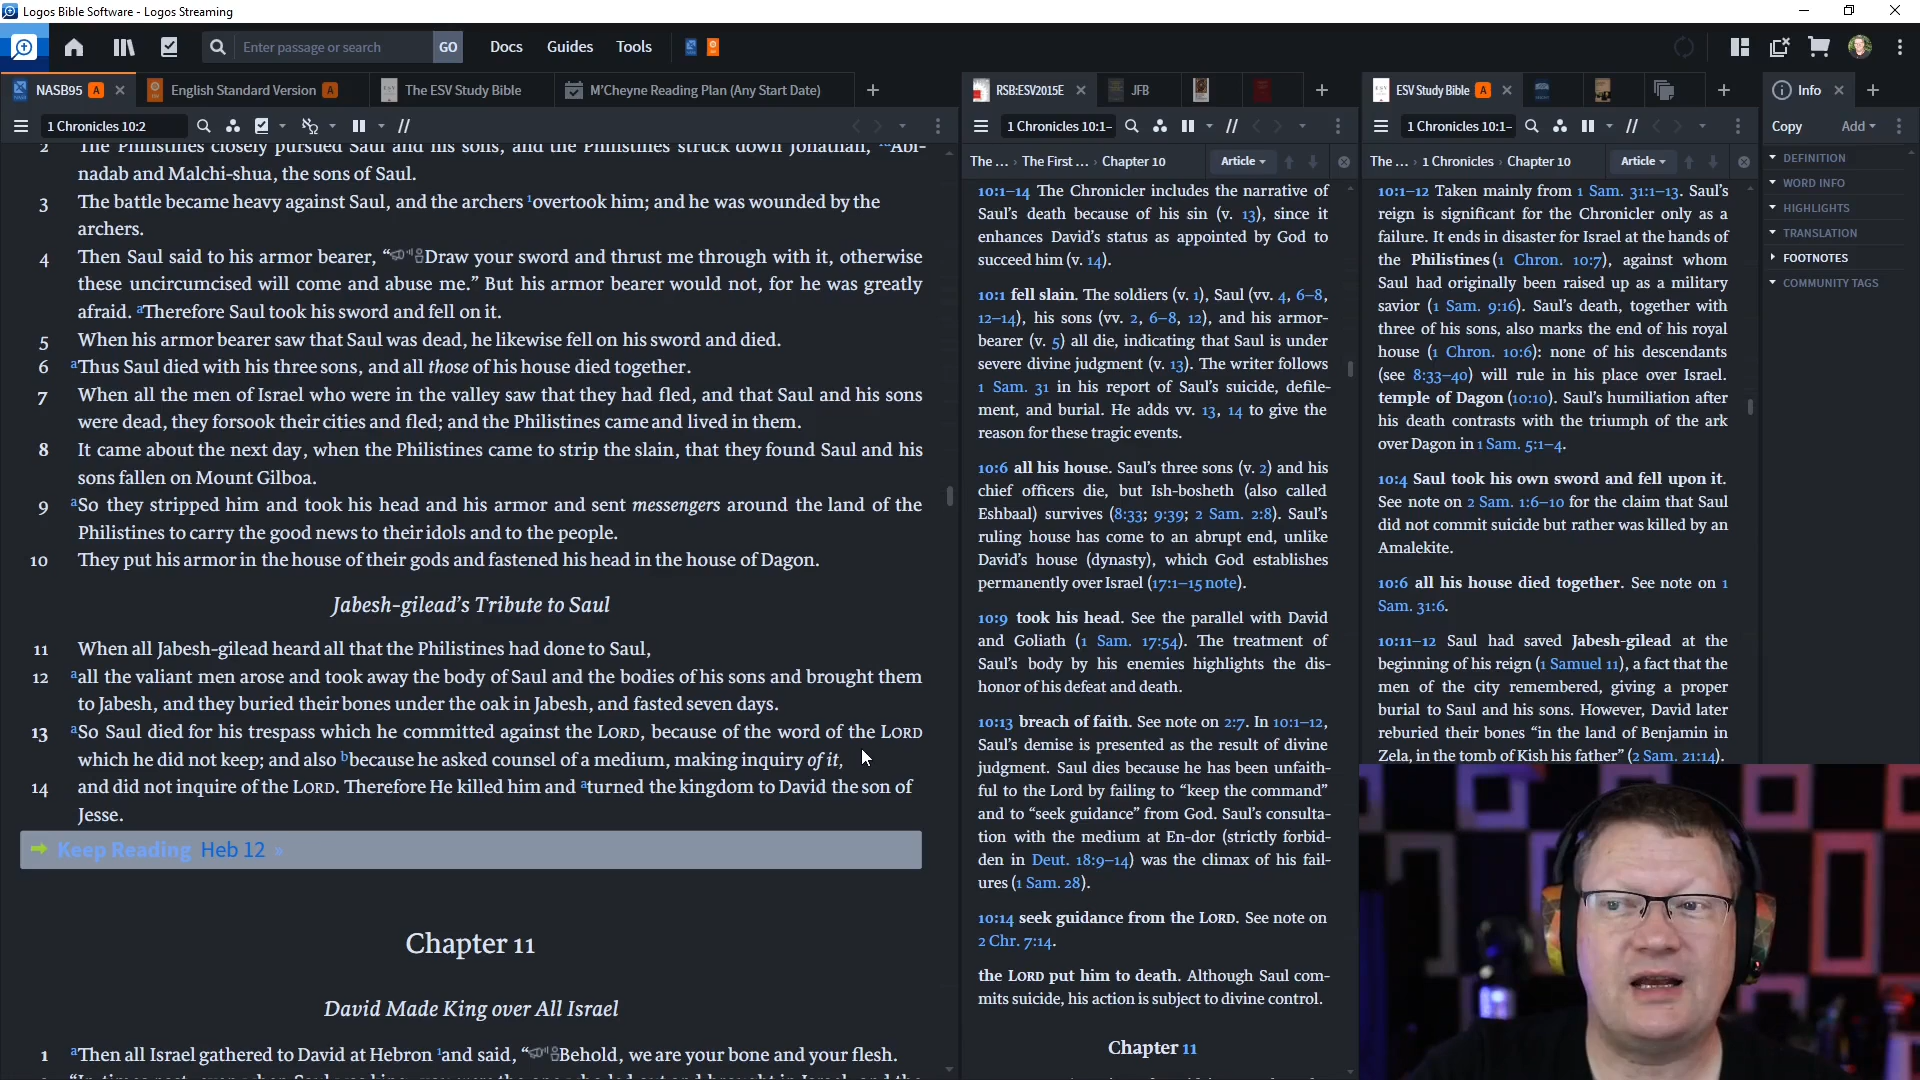 Logos Bible Software - Logos Streaming
Enter passage or search
GO
Docs
Guides
Tools
NASB95
A
English Standard Version
A
The ESV Study Bible
M'Cheyne Reading Plan (Any Start Date)
1 Chronicles 10:2
2 The Philistines closely pursued Saul and his sons, and the Philistines struck down Jonathan, Abi-
nadab and Malchi-shua, the sons of Saul.
3 The battle became heavy against Saul, and the archers 1overtook him; and he was wounded by the
archers.
4 Then Saul said to his armor bearer, “Draw your sword and thrust me through with it, otherwise
these uncircumcised will come and abuse me.” But his armor bearer would not, for he was greatly
afraid. aTherefore Saul took his sword and fell on it.
5 When his armor bearer saw that Saul was dead, he likewise fell on his sword and died.
6 aThus Saul died with his three sons, and all those of his house died together.
7 When all the men of Israel who were in the valley saw that they had fled, and that Saul and his sons
were dead, they forsook their cities and fled; and the Philistines came and lived in them.
8 It came about the next day, when the Philistines came to strip the slain, that they found Saul and his
sons fallen on Mount Gilboa.
9 aSo they stripped him and took his head and his armor and sent messengers around the land of the
Philistines to carry the good news to their idols and to the people.
10 They put his armor in the house of their gods and fastened his head in the house of Dagon.
Jabesh-gilead’s Tribute to Saul
11 When all Jabesh-gilead heard all that the Philistines had done to Saul,
12 aall the valiant men arose and took away the body of Saul and the bodies of his sons and brought them
to Jabesh, and they buried their bones under the oak in Jabesh, and fasted seven days.
13 aSo Saul died for his trespass which he committed against the LORD, because of the word of the LORD
which he did not keep; and also bbecause he asked counsel of a medium, making inquiry of it,
14 and did not inquire of the LORD. Therefore He killed him and aturned the kingdom to David the son of
Jesse.
Keep Reading Heb 12 »
Chapter 11
David Made King over All Israel
1 aThen all Israel gathered to David at Hebron 1and said, “Behold, we are your bone and your flesh.
RSB:ESV2015E
JFB
1 Chronicles 10:1–
The ... › The First ... › Chapter 10
Article
10:1–14 The Chronicler includes the narrative of
Saul’s death because of his sin (v. 13), since it
enhances David’s status as appointed by God to
succeed him (v. 14).
10:1 fell slain. The soldiers (v. 1), Saul (vv. 4, 6–8,
12–14), his sons (vv. 2, 6–8, 12), and his armor-
bearer (v. 5) all die, indicating that Saul is under
severe divine judgment (v. 13). The writer follows
1 Sam. 31 in his report of Saul’s suicide, defile-
ment, and burial. He adds vv. 13, 14 to give the
reason for these tragic events.
10:6 all his house. Saul’s three sons (v. 2) and his
chief officers die, but Ish-bosheth (also called
Eshbaal) survives (8:33; 9:39; 2 Sam. 2:8). Saul’s
ruling house has come to an abrupt end, unlike
David’s house (dynasty), which God establishes
permanently over Israel (17:1–15 note).
10:9 took his head. See the parallel with David
and Goliath (1 Sam. 17:54). The treatment of
Saul’s body by his enemies highlights the dis-
honor of his defeat and death.
10:13 breach of faith. See note on 2:7. In 10:1–12,
Saul’s demise is presented as the result of divine
judgment. Saul dies because he has been unfaith-
ful to the Lord by failing to “keep the command”
and to “seek guidance” from God. Saul’s consulta-
tion with the medium at En-dor (strictly forbid-
den in Deut. 18:9–14) was the climax of his fail-
ures (1 Sam. 28).
10:14 seek guidance from the LORD. See note on
2 Chr. 7:14.
the LORD put him to death. Although Saul com-
mits suicide, his action is subject to divine control.
Chapter 11
ESV Study Bible
A
1 Chronicles 10:1–
The ... › 1 Chronicles › Chapter 10
Article
10:1–12 Taken mainly from 1 Sam. 31:1–13. Saul’s
reign is significant for the Chronicler only as a
failure. It ends in disaster for Israel at the hands of
the Philistines (1 Chron. 10:7), against whom
Saul had originally been raised up as a military
savior (1 Sam. 9:16). Saul’s death, together with
three of his sons, also marks the end of his royal
house (1 Chron. 10:6): none of his descendants
(see 8:33–40) will rule in his place over Israel.
temple of Dagon (10:10). Saul’s humiliation after
his death contrasts with the triumph of the ark
over Dagon in 1 Sam. 5:1–4.
10:4 Saul took his own sword and fell upon it.
See note on 2 Sam. 1:6–10 for the claim that Saul
did not commit suicide but rather was killed by an
Amalekite.
10:6 all his house died together. See note on 1
Sam. 31:6.
10:11–12 Saul had saved Jabesh-gilead at the
beginning of his reign (1 Samuel 11), a fact that the
men of the city remembered, giving a proper
burial to Saul and his sons. However, David later
reburied their bones “in the land of Benjamin in
Zela, in the tomb of Kish his father” (2 Sam. 21:14).
Info
Copy
Add
DEFINITION
WORD INFO
HIGHLIGHTS
TRANSLATION
FOOTNOTES
COMMUNITY TAGS